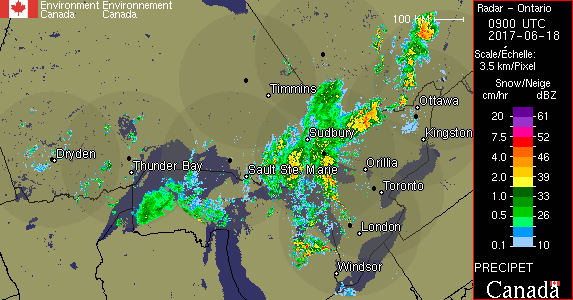 Environment Environnement
Canada Canada
100 KM
Timmins
Ottawa
Sudbury
Kingston
Dryden
Thunder Bay
Sault Ste. Marie
Orillia
Toronto
London
Windsor
Radar - Ontario
0900 UTC
2017-06-18
Scale/Échelle:
3.5 km/Pixel
Snow/Neige
cm/hr dBZ
20 61
7.5 52
4.0 46
2.0 39
1.0 33
0.5 26
0.1 10
PRECIPET
Canada